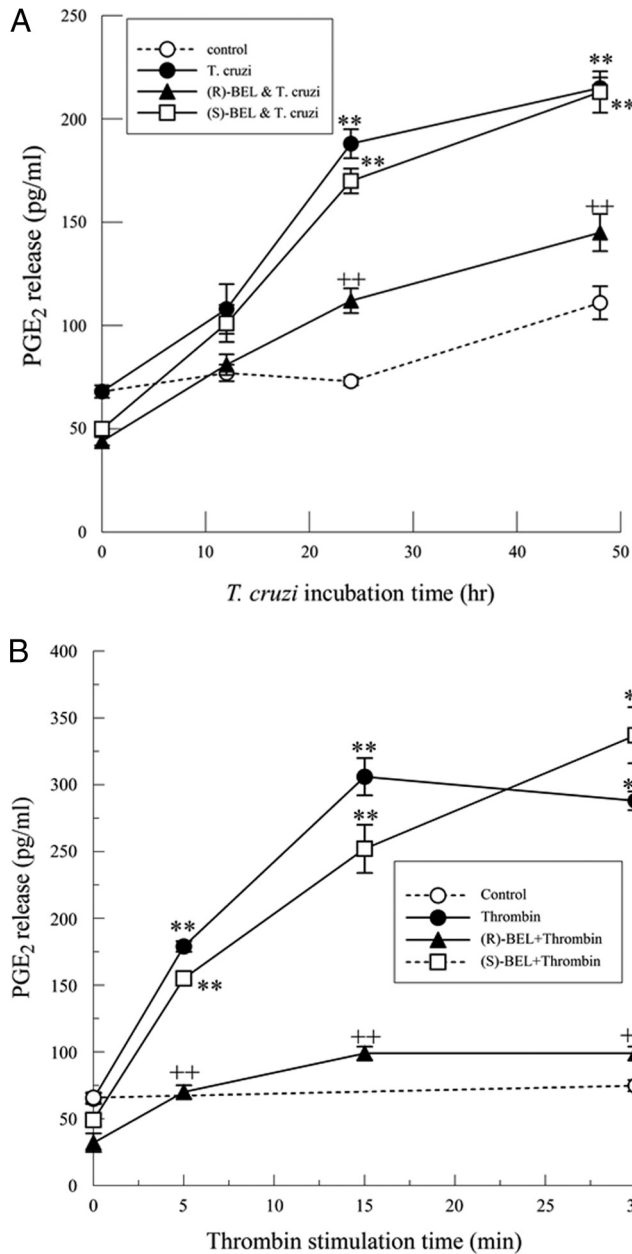 A
250
200
150
100
50
0
PGE2 release (pg/ml)
control
T. cruzi
(R)-BEL & T. cruzi
(S)-BEL & T. cruzi
**
**
**
**
++
++
0 10 20 30 40 50
T. cruzi incubation time (hr)
B
400
350
300
250
200
150
100
50
0
PGE2 release (pg/ml)
*
**
*
**
**
**
Control
Thrombin
(R)-BEL+Thrombin
(S)-BEL+Thrombin
++
++
+
0 5 10 15 20 25 3
Thrombin stimulation time (min)